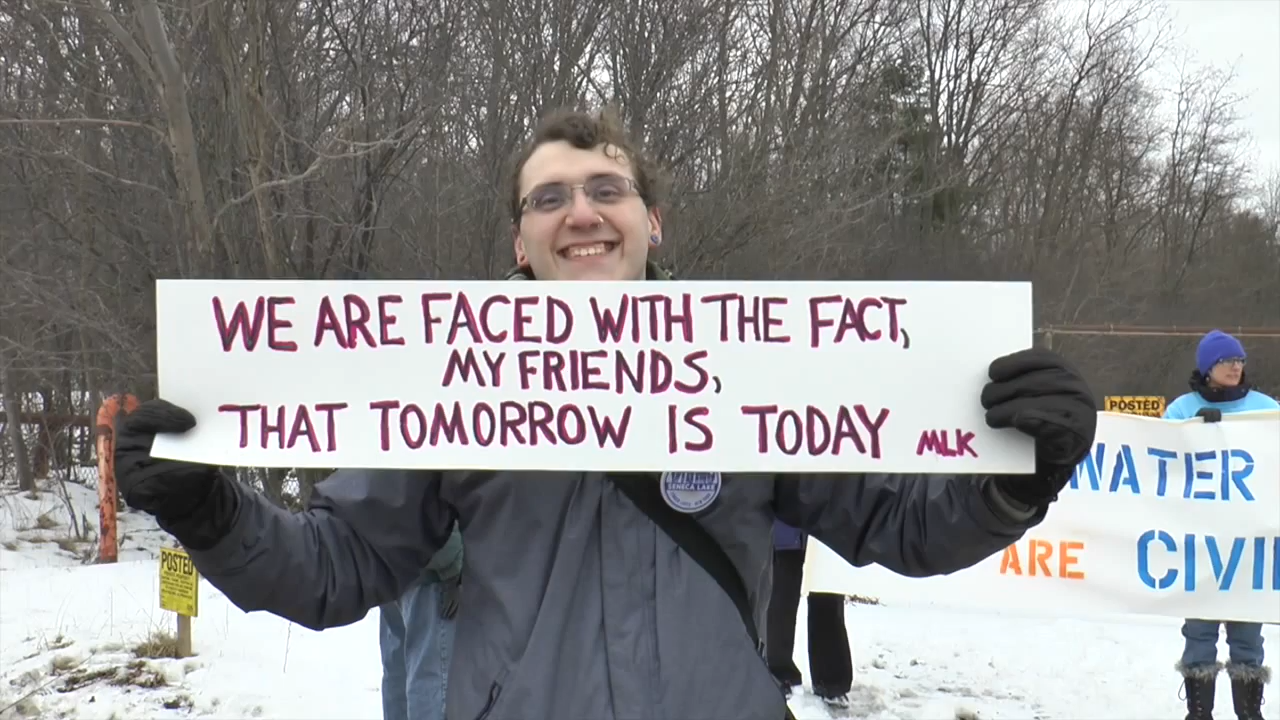 WE ARE FACED WITH THE FACT,
MY FRIENDS,
THAT TOMORROW IS TODAY MLK
SENECA LAKE
POSTED
WATER
ARE CIVI
POSTED